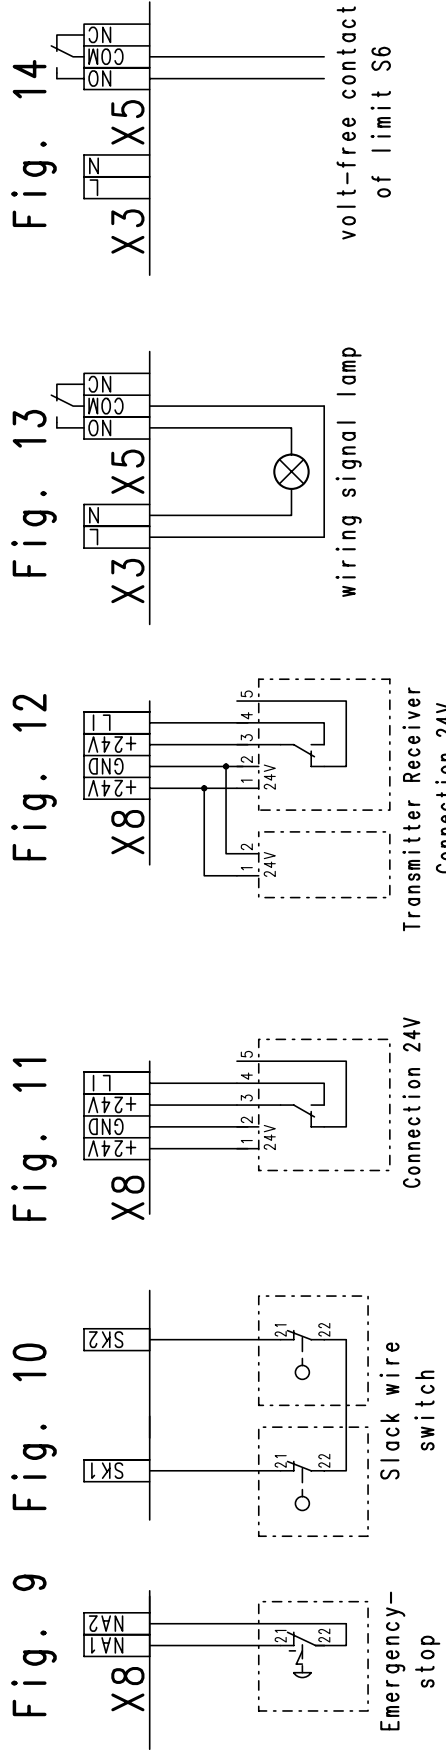 Fig. 9
NA1
NA2
X8
21
22
Emergency-
stop
Fig. 10
SK1
SK2
21
22
21
22
Slack wire
switch
Fig. 11
+24V
GND
+24V
LI
X8
1
2
3
4
5
24V
Connection 24V
Fig. 12
+24V
GND
+24V
LI
X8
1
2
24V
1
2
3
4
5
24V
Transmitter Receiver
Connection 24V
Fig. 13
L
N
NO
COM
NC
X3
X5
wiring signal lamp
Fig. 14
L
N
NO
COM
NC
X3
X5
volt-free contact
of limit S6